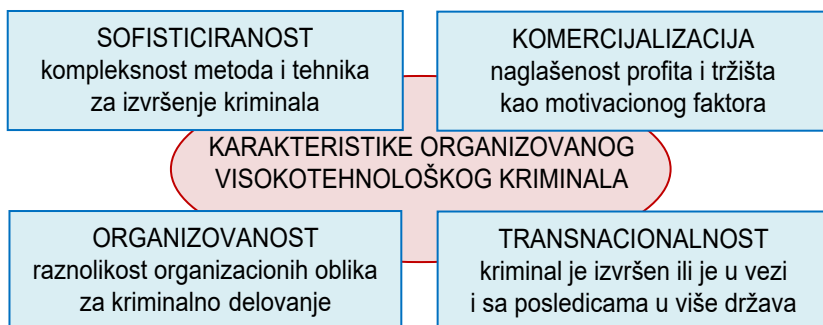 SOFISTICIRANOST
kompleksnost metoda i tehnika
za izvršenje kriminala
KOMERCIJALIZACIJA
naglašenost profita i tržišta
kao motivacionog faktora
KARAKTERISTIKE ORGANIZOVANOG
VISOKOTEHNOLOŠKOG KRIMINALA
ORGANIZOVANOST
raznolikost organizacionih oblika
za kriminalno delovanje
TRANSNACIONALNOST
kriminal je izvršen ili je u vezi
i sa posledicama u više država